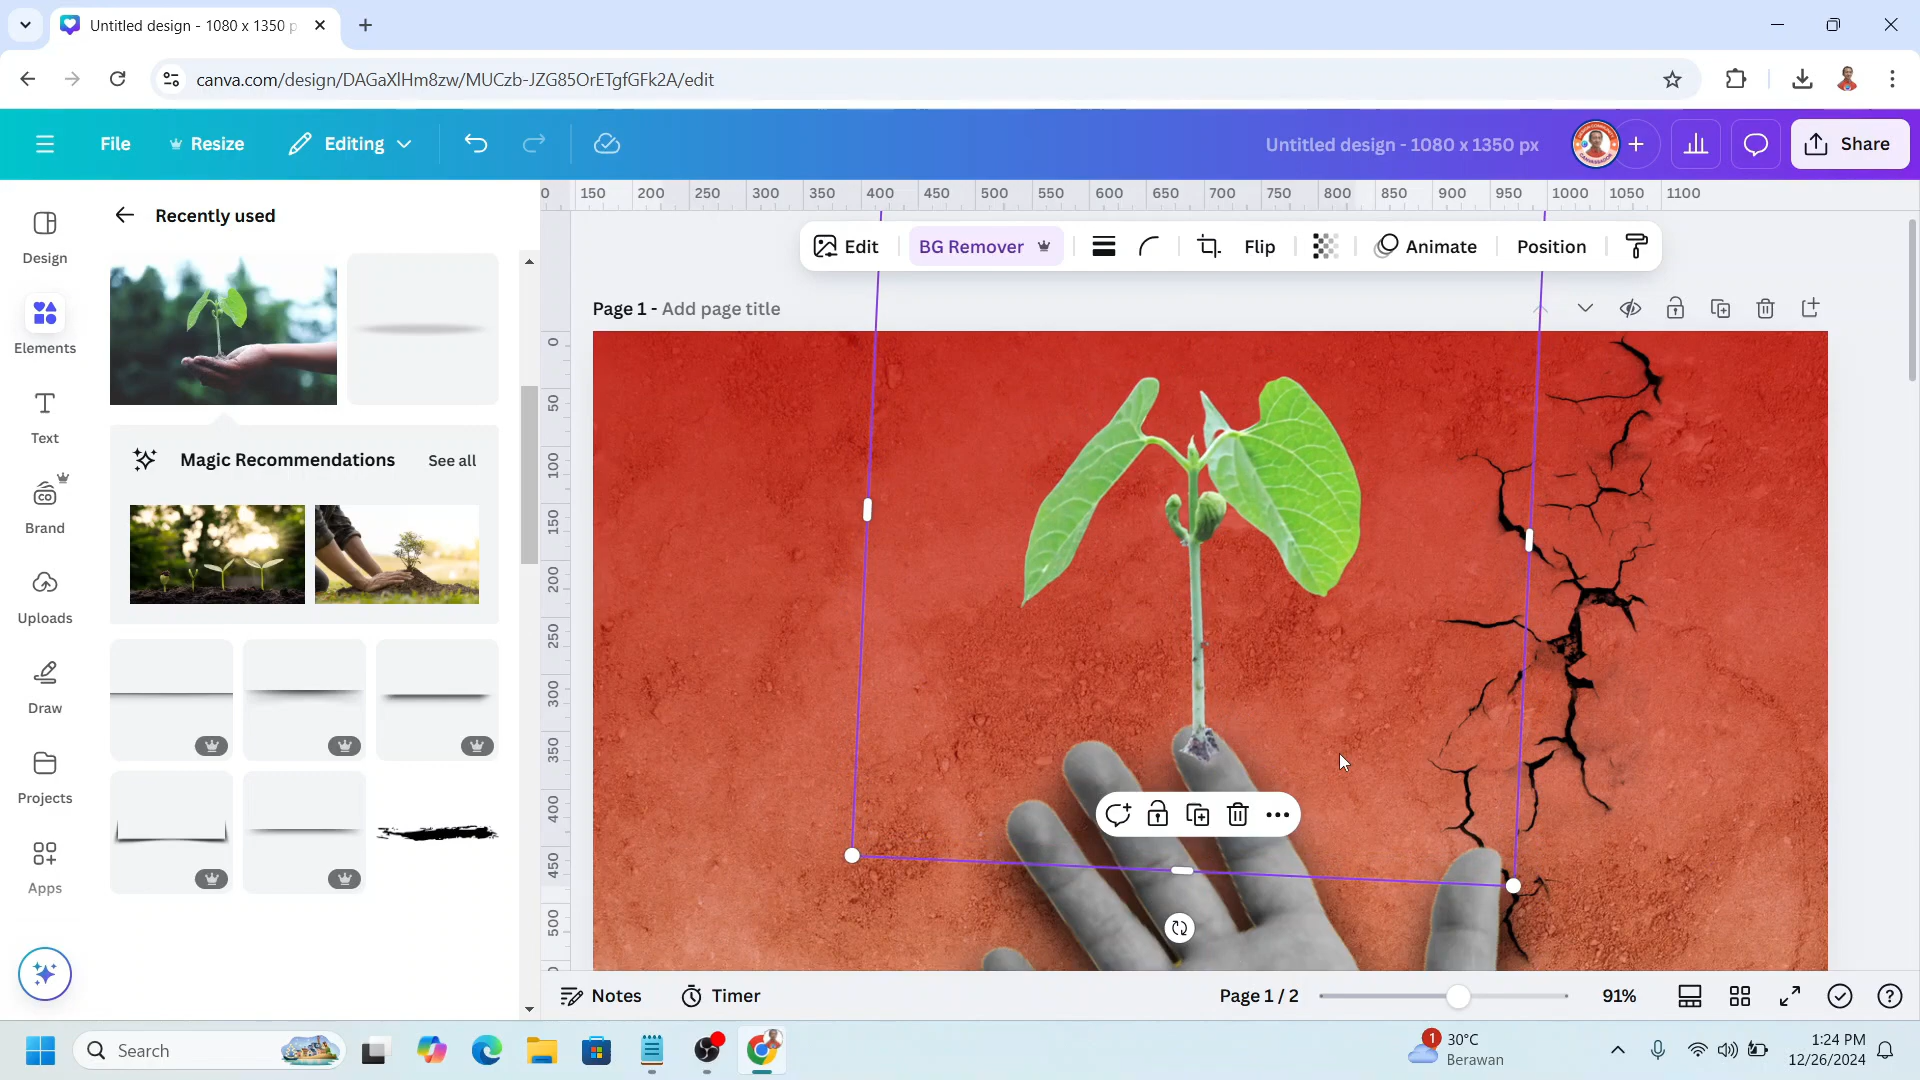 Untitled design - 1080 x 1350 p
canva.com/design/DAGaXlHm8zw/MUCzb-JZG85OrETgfGFk2A/edit
File
Resize
Editing
Untitled design - 1080 x 1350 px
Share
Design
Elements
Text
Brand
Uploads
Draw
Projects
Apps
Recently used
Magic Recommendations
See all
0 150 200 250 300 350 400 450 500 550 600 650 700 750 800 850 900 950 1000 1050 1100
Edit
BG Remover
Flip
Animate
Position
Page 1 - Add page title
0
50
100
150
200
250
300
350
400
450
500
Notes
Timer
Page 1 / 2
91%
Search
1
30°C
Berawan
1:24 PM
12/26/2024